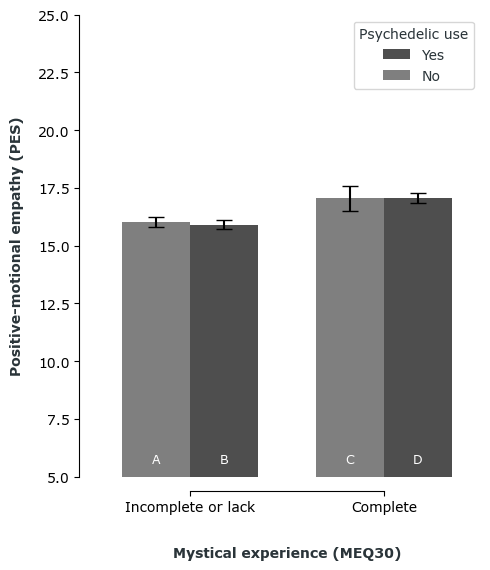 Positive–motional empathy (PES)
25.0
22.5
20.0
17.5
15.0
12.5
10.0
7.5
5.0
Psychedelic use
Yes
No
A
B
C
D
Incomplete or lack
Complete
Mystical experience (MEQ30)